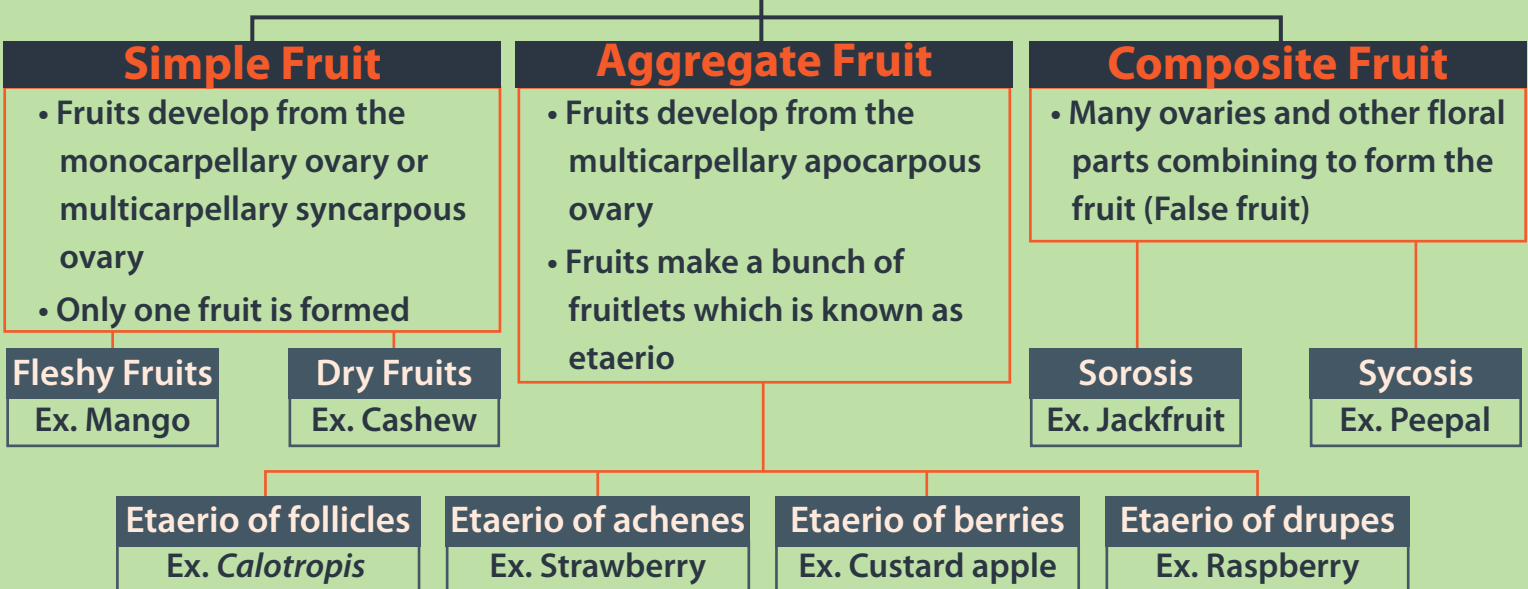 Simple Fruit
• Fruits develop from the
monocarpellary ovary or
multicarpellary syncarpous
ovary
• Only one fruit is formed
Fleshy Fruits
Ex. Mango
Dry Fruits
Ex. Cashew
Aggregate Fruit
• Fruits develop from the
multicarpellary apocarpous
ovary
• Fruits make a bunch of
fruitlets which is known as
etaerio
Etaerio of follicles
Ex. Calotropis
Etaerio of achenes
Ex. Strawberry
Etaerio of berries
Ex. Custard apple
Etaerio of drupes
Ex. Raspberry
Composite Fruit
• Many ovaries and other floral
parts combining to form the
fruit (False fruit)
Sorosis
Ex. Jackfruit
Sycosis
Ex. Peepal